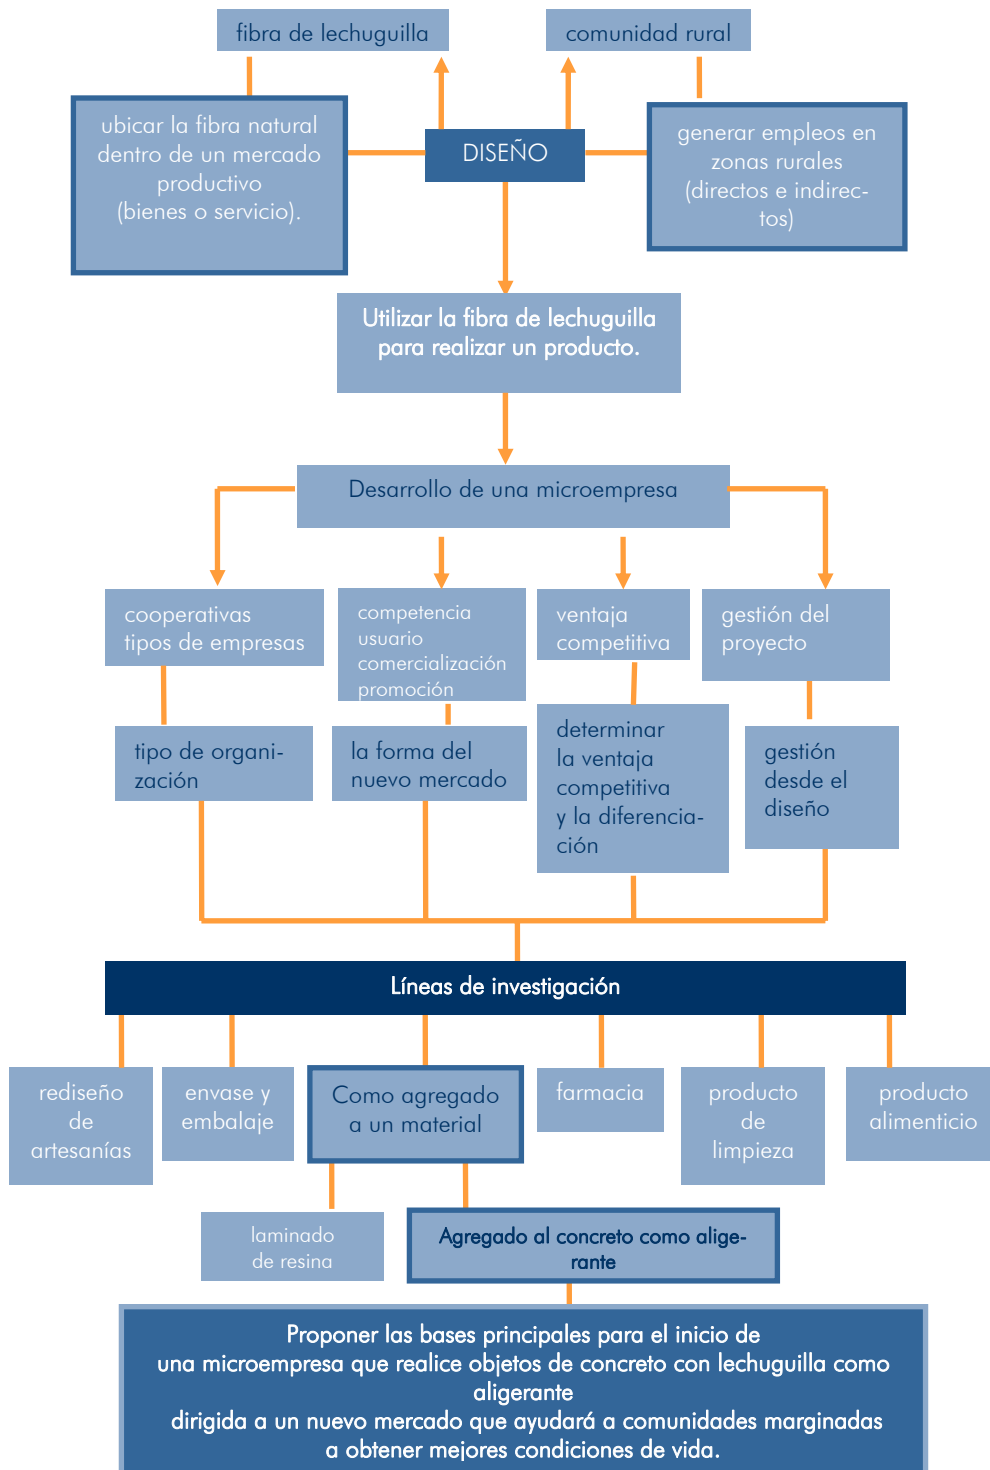 fibra de lechuguilla
comunidad rural
ubicar la fibra natural
dentro de un mercado
productivo
(bienes o servicio).
DISEÑO
generar empleos en
zonas rurales
(directos e indirec-
tos)
Utilizar la fibra de lechuguilla
para realizar un producto.
Desarrollo de una microempresa
cooperativas
tipos de empresas
competencia
usuario
comercialización
promoción
ventaja
competitiva
gestión del
proyecto
tipo de organi-
zación
la forma del
nuevo mercado
determinar
la ventaja
competitiva
y la diferencia-
ción
gestión
desde el
diseño
Líneas de investigación
rediseño
de
artesanías
envase y
embalaje
Como agregado
a un material
farmacia
producto
de
limpieza
producto
alimenticio
laminado
de resina
Agregado al concreto como alige-
rante
Proponer las bases principales para el inicio de
una microempresa que realice objetos de concreto con lechuguilla como
aligerante
dirigida a un nuevo mercado que ayudará a comunidades marginadas
a obtener mejores condiciones de vida.